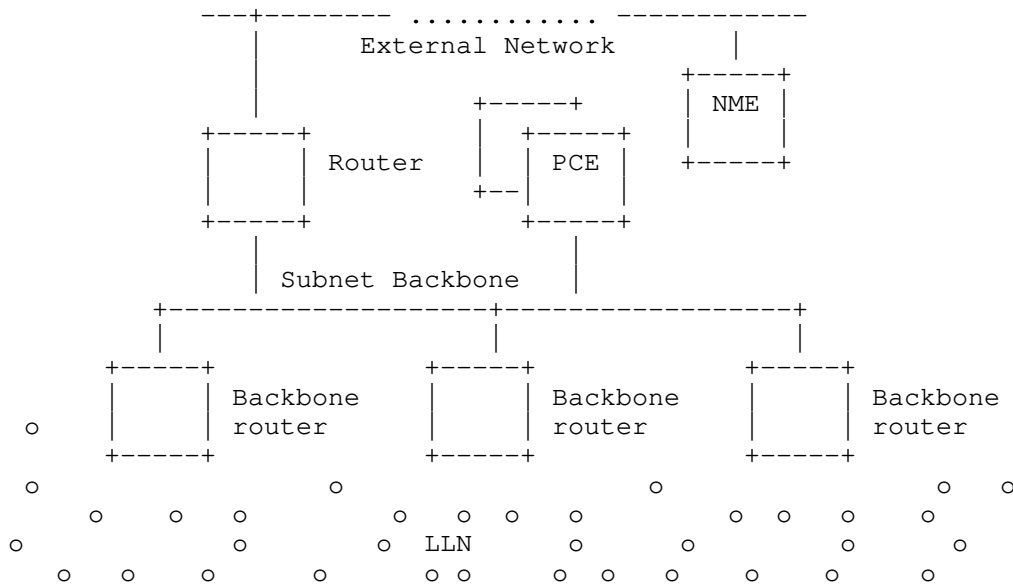 External Network
NME
Router
PCE
Subnet Backbone
Backbone Backbone Backbone
router router router
LLN